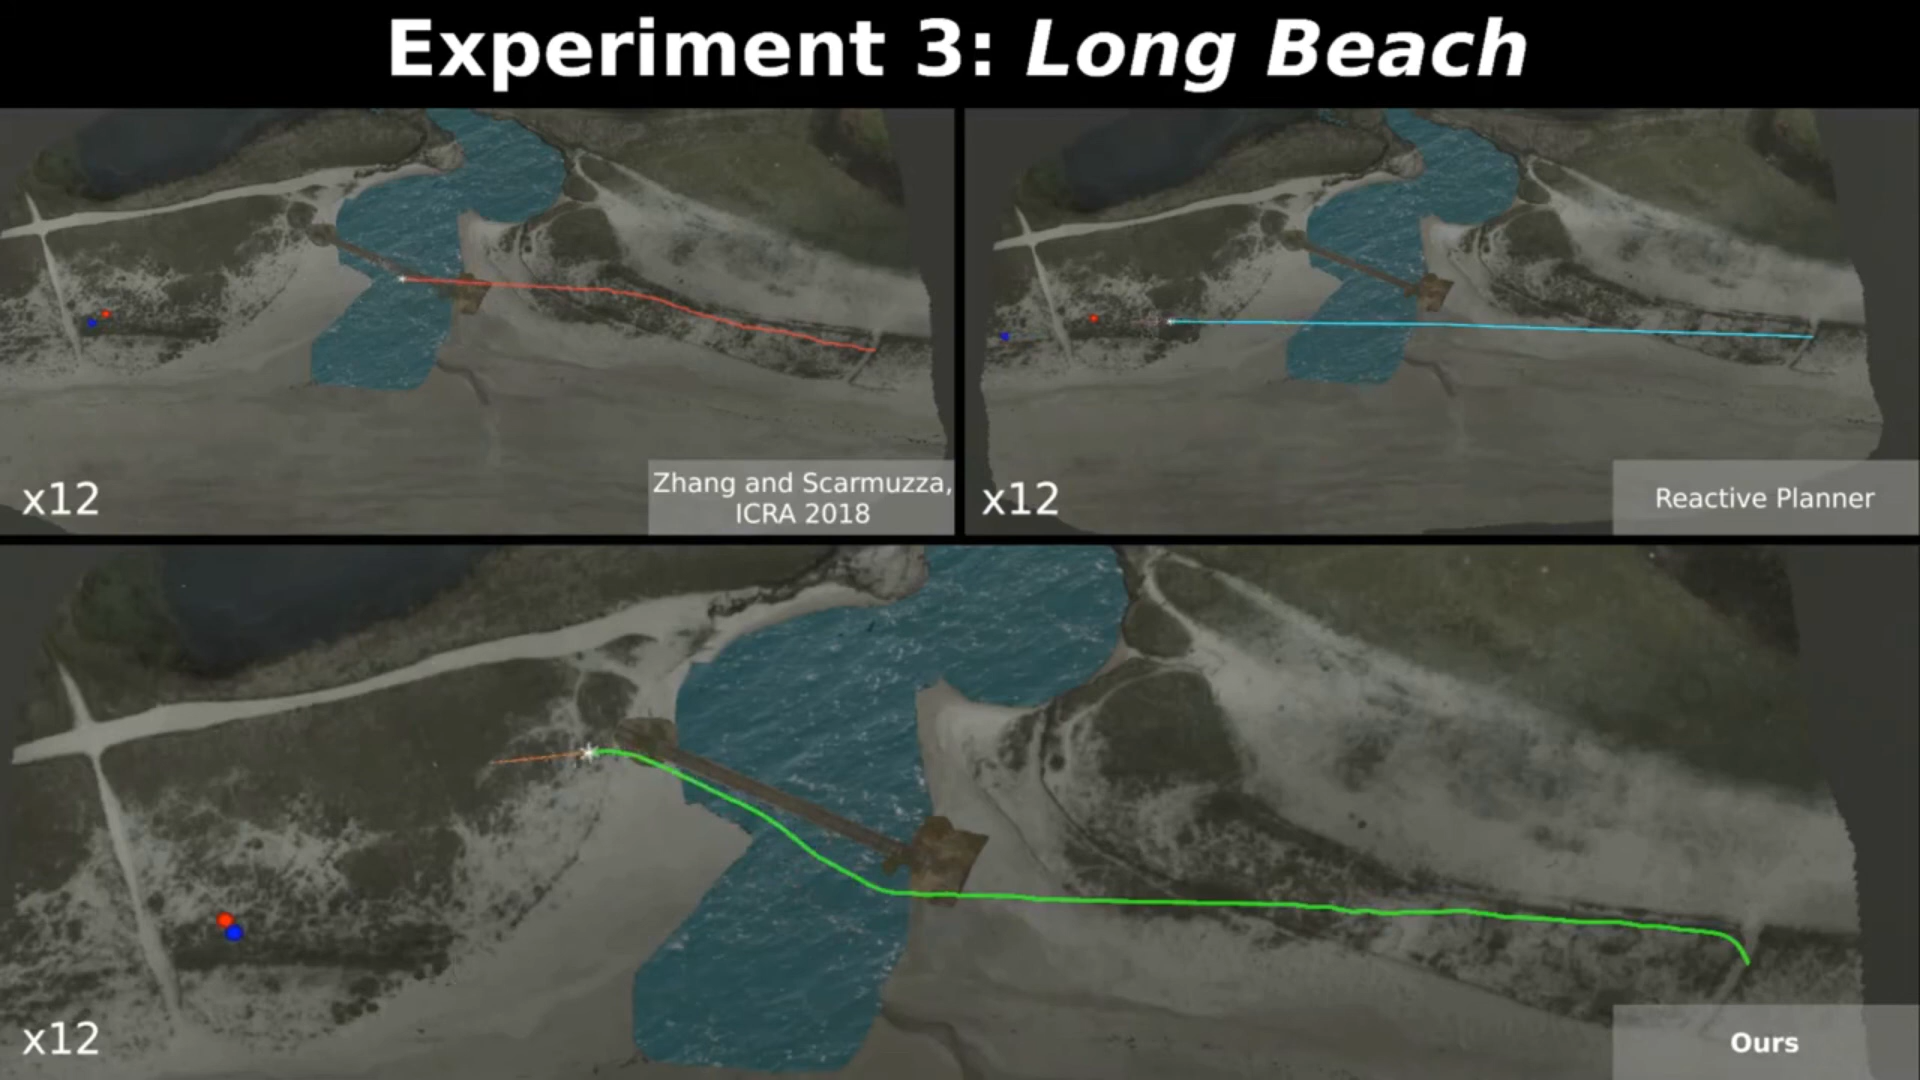 Experiment 3: Long Beach
x12
Zhang and Scarmuzza,
ICRA 2018
x12
Reactive Planner
x12
Ours